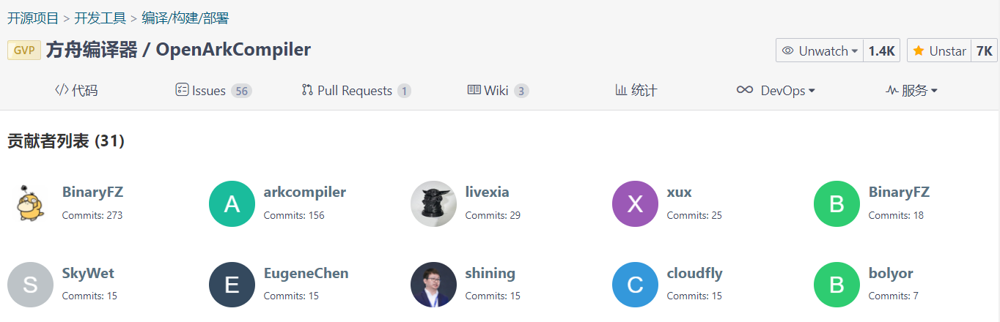 开源项目 > 开发工具 > 编译/构建/部署
GVP 方舟编译器 / OpenArkCompiler
Unwatch 1.4K Unstar 7K
代码 Issues 56 Pull Requests 1 Wiki 3 统计 DevOps 服务
贡献者列表 (31)
BinaryFZ A arkcompiler livexia X xux B BinaryFZ
Commits: 273 Commits: 156 Commits: 29 Commits: 25 Commits: 18
S SkyWet E EugeneChen shining C cloudfly B bolyor
Commits: 15 Commits: 15 Commits: 15 Commits: 15 Commits: 7